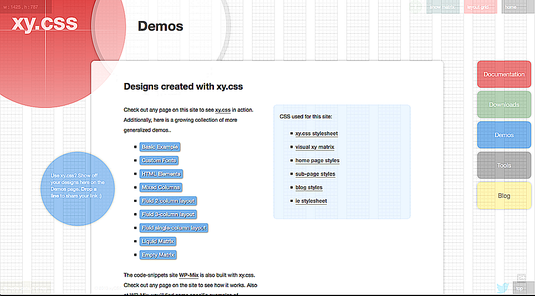 xy.css
Demos
Designs created with xy.css
Check out any page on this site to see xy.css in action.
Additionally, here is a growing collection of more
generalized demos..
Basic Example
Custom Fonts
HTML Elements
Mixed Columns
Fluid 2-column layout
Fluid 3-column layout
Fluid single-column layout
Liquid Matrix
Empty Matrix
The code-snippets site WP-Mix is also built with xy.css.
Check out any page on the site to see how it works. Also
CSS used for this site:
xy.css stylesheet
visual xy matrix
home page styles
sub-page styles
blog styles
ie stylesheet
Use xy.css? Show off
your designs here on the
Demos page. Drop a
line to share your link :)
Documentation
Downloads
Demos
Tools
Blog
top